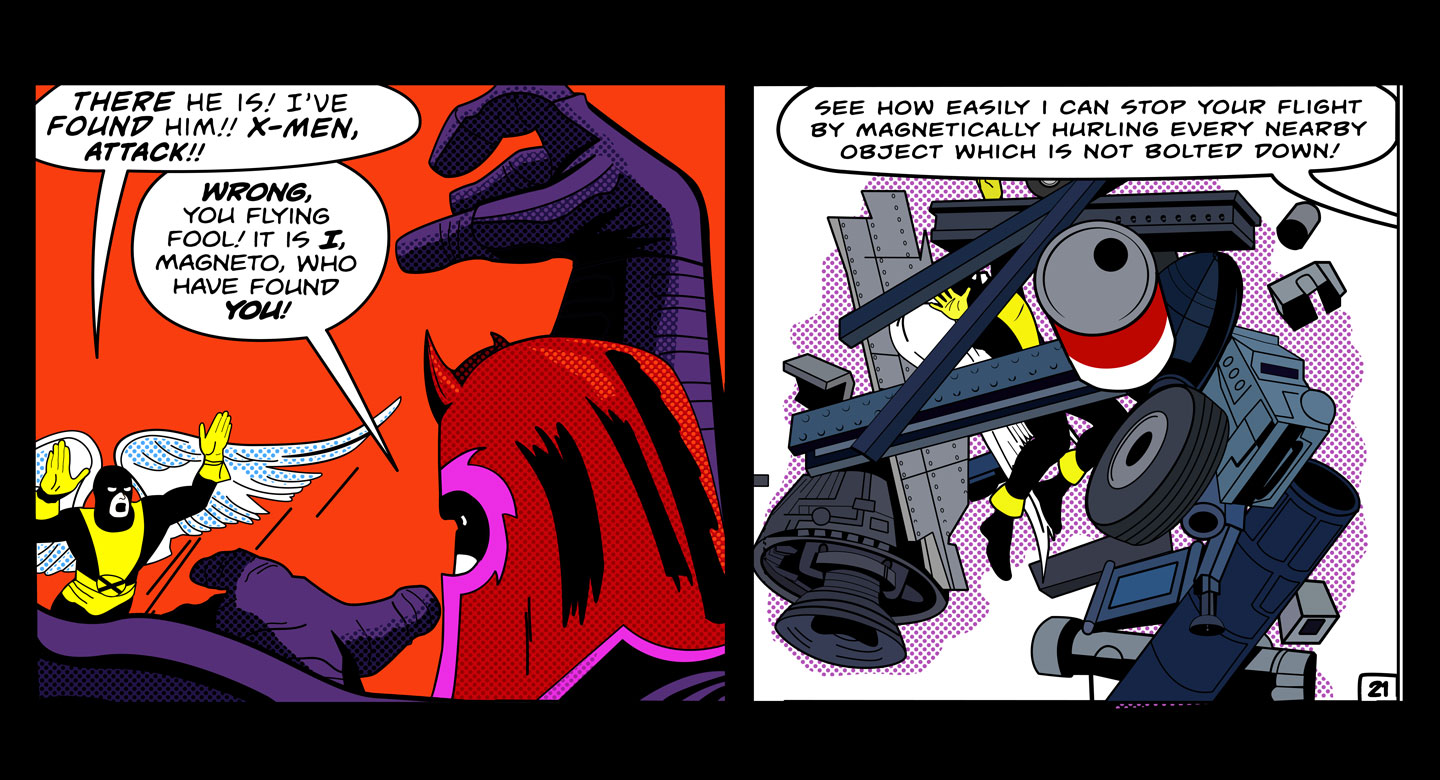 THERE HE IS! I'VE
FOUND HIM!! X-MEN,
ATTACK!!
WRONG,
YOU FLYING
FOOL! IT IS I,
MAGNETO, WHO
HAVE FOUND
YOU!
SEE HOW EASILY I CAN STOP YOUR FLIGHT
BY MAGNETICALLY HURLING EVERY NEARBY
OBJECT WHICH IS NOT BOLTED DOWN!
21